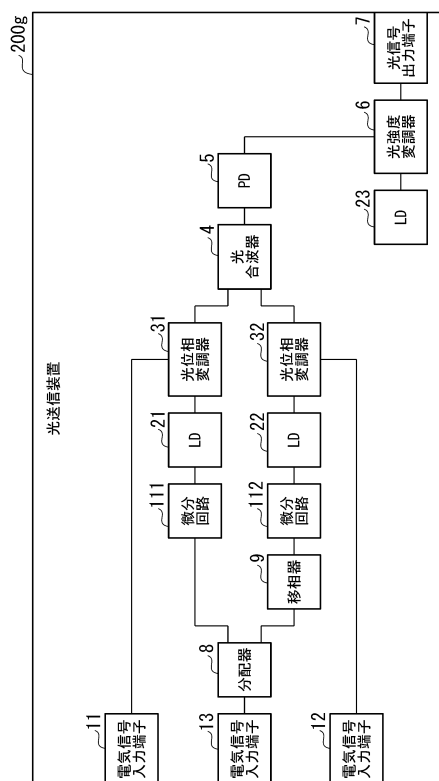 200g
光送信装置
11
電気信号
入力端子
13
電気信号
入力端子
12
電気信号
入力端子
8
分配器
9
移相器
111
微分
回路
112
微分
回路
21
LD
22
LD
31
光位相
変調器
32
光位相
変調器
4
光
合波器
5
PD
23
LD
6
光強度
変調器
7
光信号
出力端子